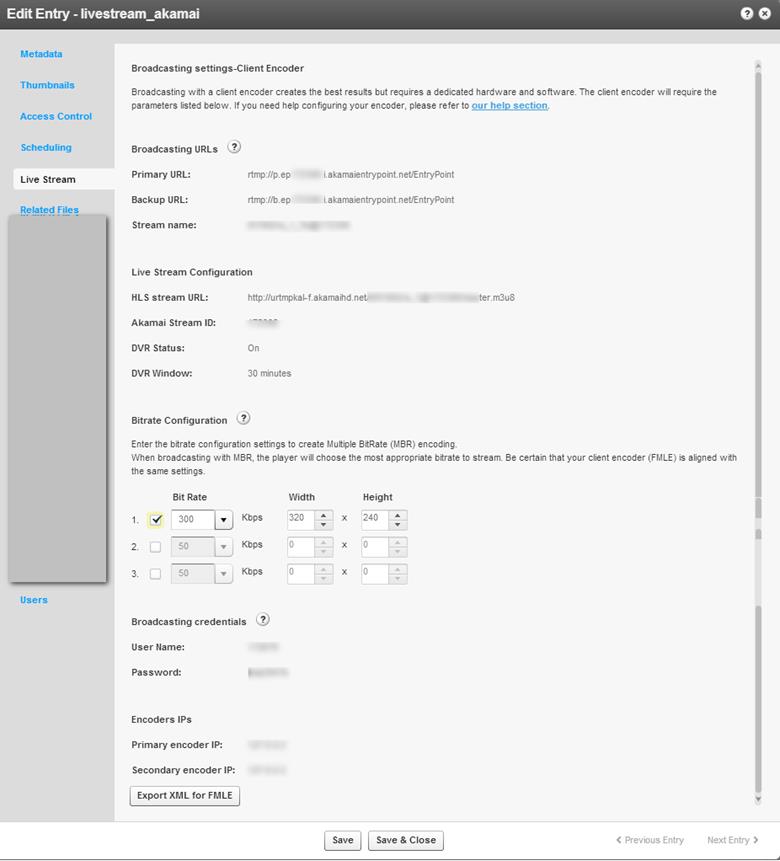 Edit Entry - livestream_akamai
Metadata
Thumbnails
Access Control
Scheduling
Live Stream
Related Files
Users
Broadcasting settings-Client Encoder
Broadcasting with a client encoder creates the best results but requires a dedicated hardware and software. The client encoder will require the
parameters listed below. If you need help configuring your encoder, please refer to our help section.
Broadcasting URLs ?
Primary URL: rtmp://p.ep i.akamaientrypoint.net/EntryPoint
Backup URL: rtmp://b.ep i.akamaientrypoint.net/EntryPoint
Stream name:
Live Stream Configuration
HLS stream URL: http://urtmpkal-f.akamaihd.net/ ter.m3u8
Akamai Stream ID:
DVR Status: On
DVR Window: 30 minutes
Bitrate Configuration ?
Enter the bitrate configuration settings to create Multiple BitRate (MBR) encoding.
When broadcasting with MBR, the player will choose the most appropriate bitrate to stream. Be certain that your client encoder (FMLE) is aligned with
the same settings.
Bit Rate Width Height
1. 300 Kbps 320 x 240
2. 50 Kbps 0 x 0
3. 50 Kbps 0 x 0
Broadcasting credentials ?
User Name:
Password:
Encoders IPs
Primary encoder IP:
Secondary encoder IP:
Export XML for FMLE
Save Save & Close Previous Entry Next Entry